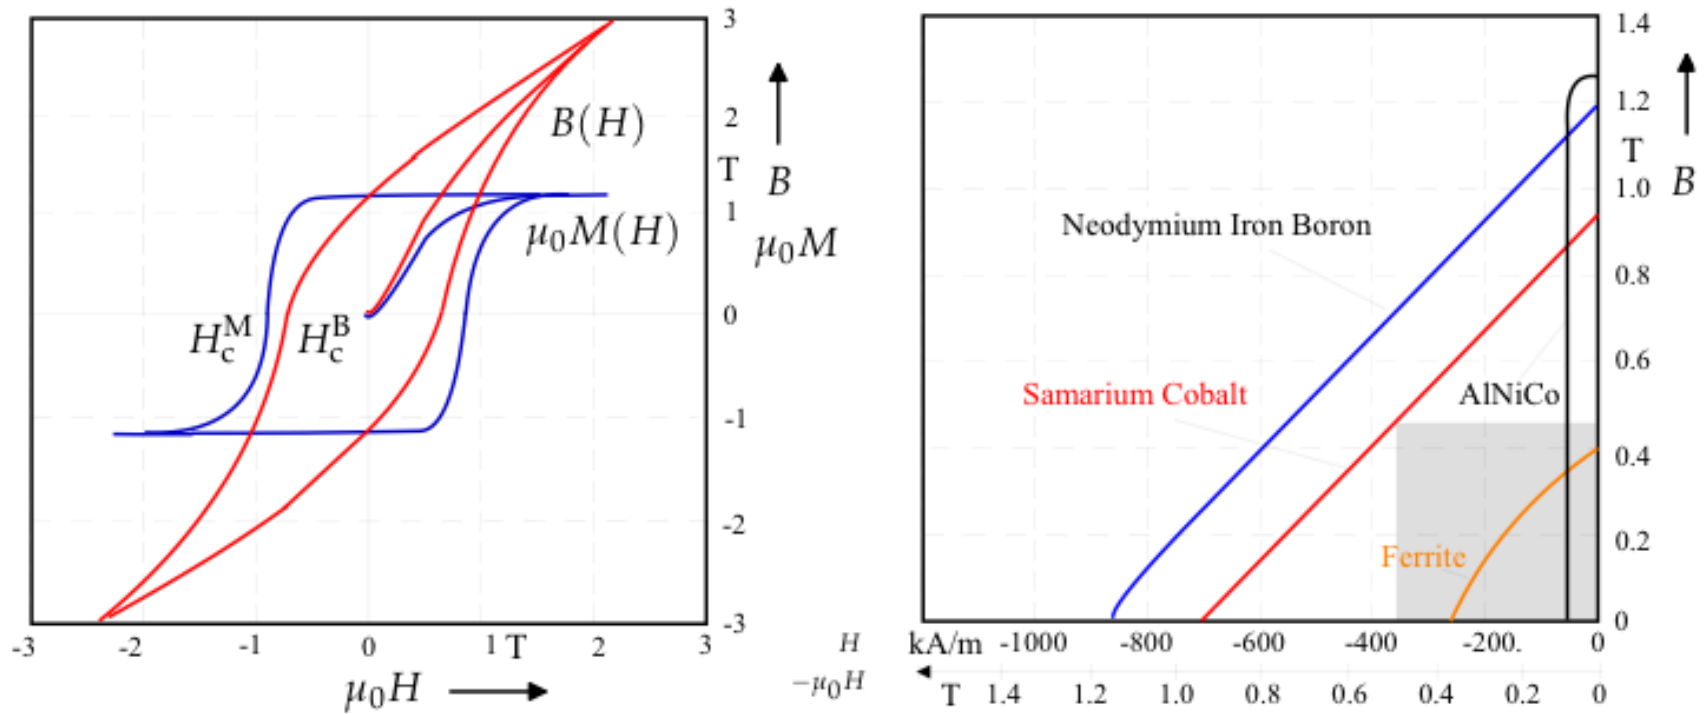 3
2
T
1
0
-1
-2
-3
B(H)
μ₀M(H)
H_c^M
H_c^B
B
μ₀M
-3 -2 -1 0 1 T 2 3
μ₀H
1.4
1.2
T
1.0
0.8
0.6
0.4
0.2
0
B
Neodymium Iron Boron
Samarium Cobalt
AlNiCo
Ferrite
H kA/m -1000 -800 -600 -400 -200. 0
−μ₀H T 1.4 1.2 1.0 0.8 0.6 0.4 0.2 0